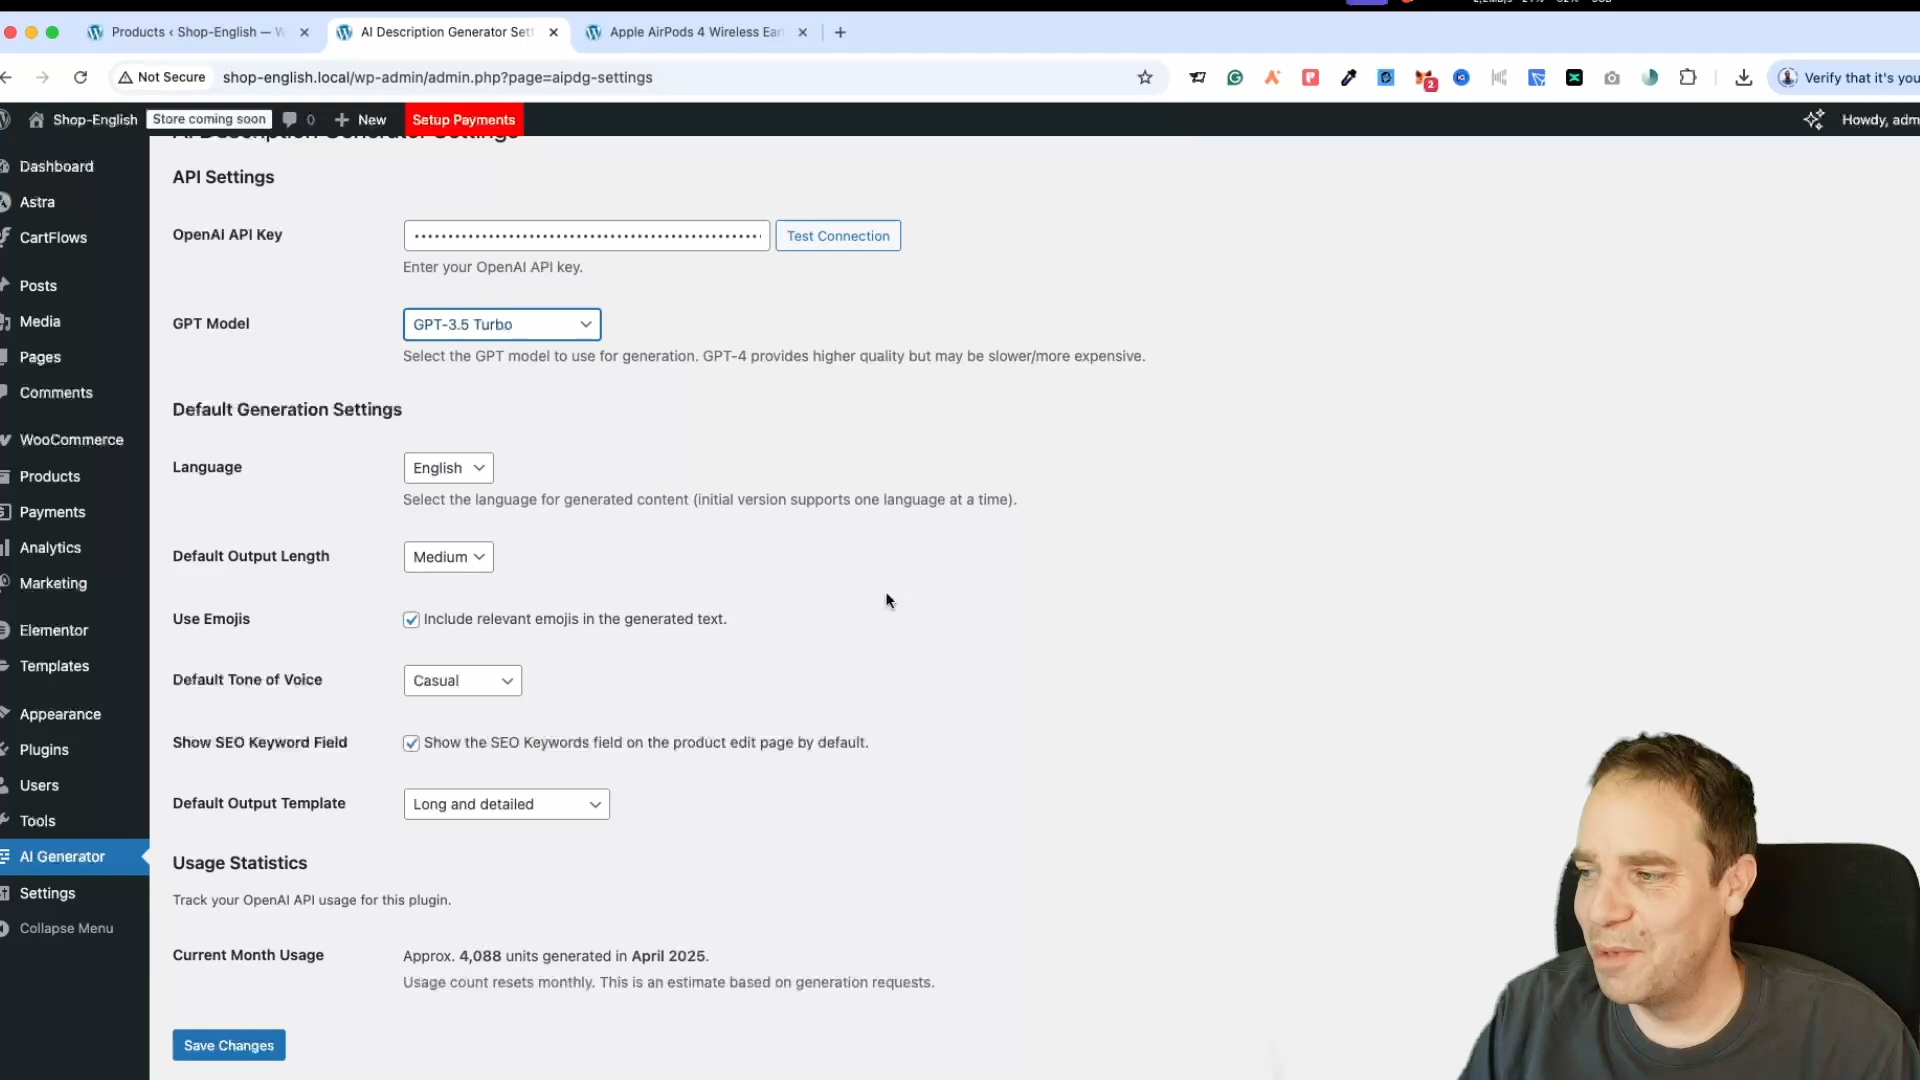 Products ‹ Shop-English — W
AI Description Generator Sett
Apple AirPods 4 Wireless Ear
Not Secure
shop-english.local/wp-admin/admin.php?page=aipdg-settings
2
Verify that it's you
Shop-English
Store coming soon
0
New
Setup Payments
Howdy, adm
AI Description Generator Settings
Dashboard
Astra
CartFlows
Posts
Media
Pages
Comments
WooCommerce
Products
Payments
Analytics
Marketing
Elementor
Templates
Appearance
Plugins
Users
Tools
AI Generator
Settings
Collapse Menu
API Settings
OpenAI API Key
Test Connection
Enter your OpenAI API key.
GPT Model
GPT-3.5 Turbo
Select the GPT model to use for generation. GPT-4 provides higher quality but may be slower/more expensive.
Default Generation Settings
Language
English
Select the language for generated content (initial version supports one language at a time).
Default Output Length
Medium
Use Emojis
Include relevant emojis in the generated text.
Default Tone of Voice
Casual
Show SEO Keyword Field
Show the SEO Keywords field on the product edit page by default.
Default Output Template
Long and detailed
Usage Statistics
Track your OpenAI API usage for this plugin.
Current Month Usage
Approx. 4,088 units generated in April 2025.
Usage count resets monthly. This is an estimate based on generation requests.
Save Changes